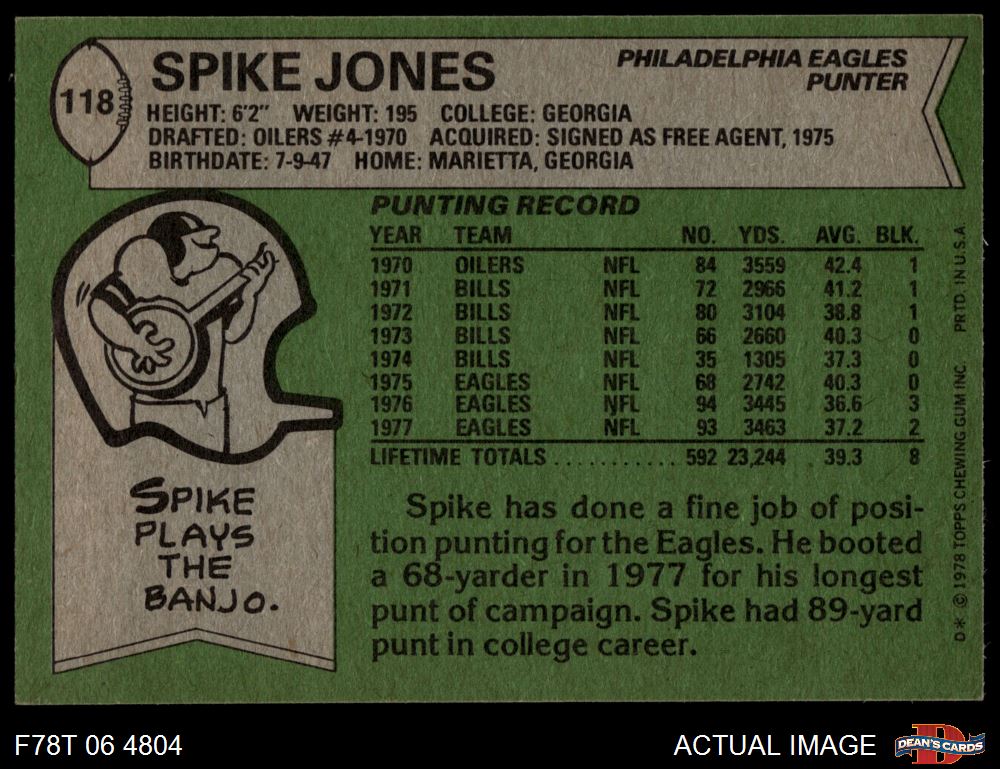 118
SPIKE JONES
PHILADELPHIA EAGLES
PUNTER
HEIGHT: 6'2" WEIGHT: 195 COLLEGE: GEORGIA
DRAFTED: OILERS #4-1970 ACQUIRED: SIGNED AS FREE AGENT, 1975
BIRTHDATE: 7-9-47 HOME: MARIETTA, GEORGIA
PUNTING RECORD
YEAR TEAM NO. YDS. AVG. BLK.
1970 OILERS NFL 84 3559 42.4 1
1971 BILLS NFL 72 2966 41.2 1
1972 BILLS NFL 80 3104 38.8 1
1973 BILLS NFL 66 2660 40.3 0
1974 BILLS NFL 35 1305 37.3 0
1975 EAGLES NFL 68 2742 40.3 0
1976 EAGLES NFL 94 3445 36.6 3
1977 EAGLES NFL 93 3463 37.2 2
LIFETIME TOTALS ........... 592 23,244 39.3 8
SPIKE
PLAYS
THE
BANJO.
Spike has done a fine job of posi-
tion punting for the Eagles. He booted
a 68-yarder in 1977 for his longest
punt of campaign. Spike had 89-yard
punt in college career.
D* © 1978 TOPPS CHEWING GUM INC. PRTD. IN U.S.A.
F78T 06 4804
ACTUAL IMAGE
D
DEAN'S CARDS